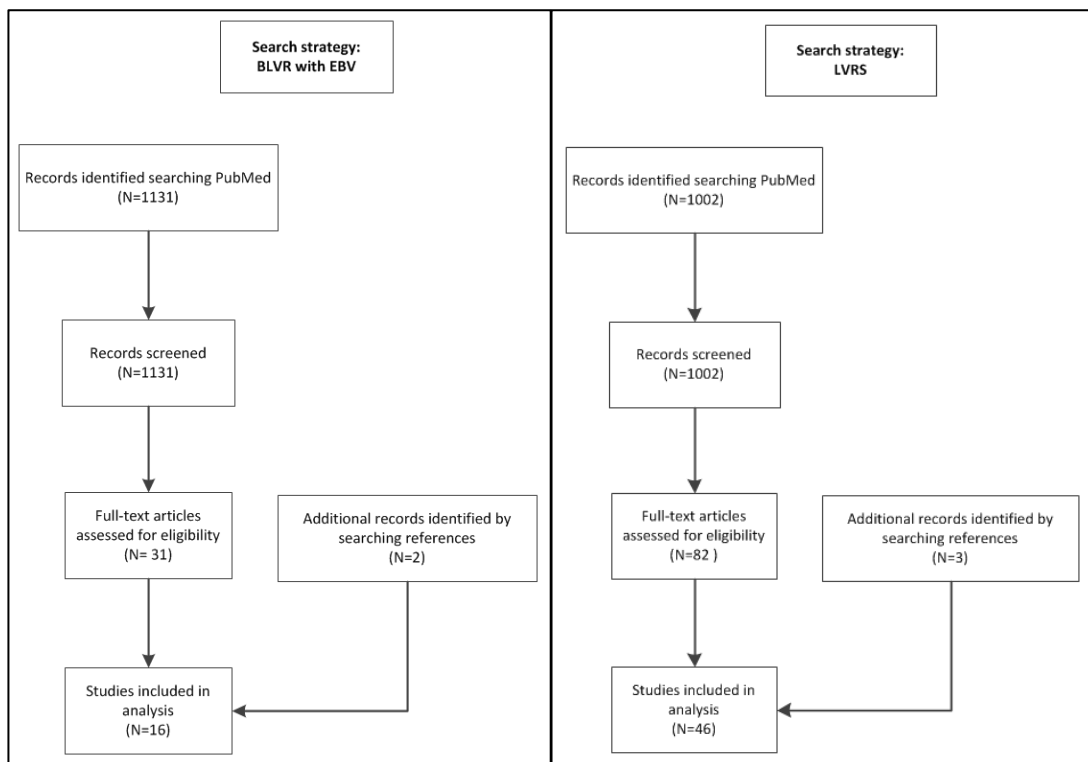 Search strategy:
BLVR with EBV
Records identified searching PubMed
(N=1131)
Records screened
(N=1131)
Full-text articles
assessed for eligibility
(N= 31)
Additional records identified by
searching references
(N=2)
Studies included in
analysis
(N=16)
Search strategy:
LVRS
Records identified searching PubMed
(N=1002)
Records screened
(N=1002)
Full-text articles
assessed for eligibility
(N=82 )
Additional records identified by
searching references
(N=3)
Studies included in
analysis
(N=46)